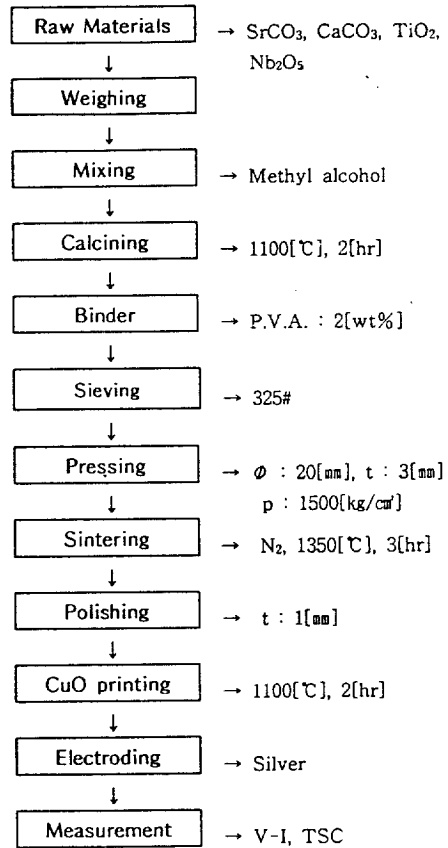 Raw Materials → SrCO₃, CaCO₃, TiO₂,
Nb₂O₅
↓
Weighing
↓
Mixing → Methyl alcohol
↓
Calcining → 1100[℃], 2[hr]
↓
Binder → P.V.A. : 2[wt%]
↓
Sieving → 325#
↓
Pressing → Φ : 20[㎜], t : 3[㎜]
p : 1500[kg/㎠]
↓
Sintering → N₂, 1350[℃], 3[hr]
↓
Polishing → t : 1[㎜]
↓
CuO printing → 1100[℃], 2[hr]
↓
Electroding → Silver
↓
Measurement → V-I, TSC